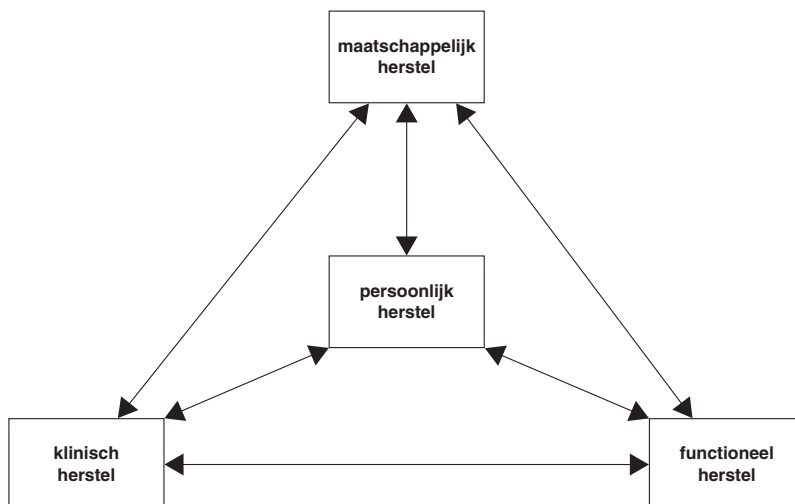 maatschappelijk
herstel
persoonlijk
herstel
klinisch
herstel
functioneel
herstel